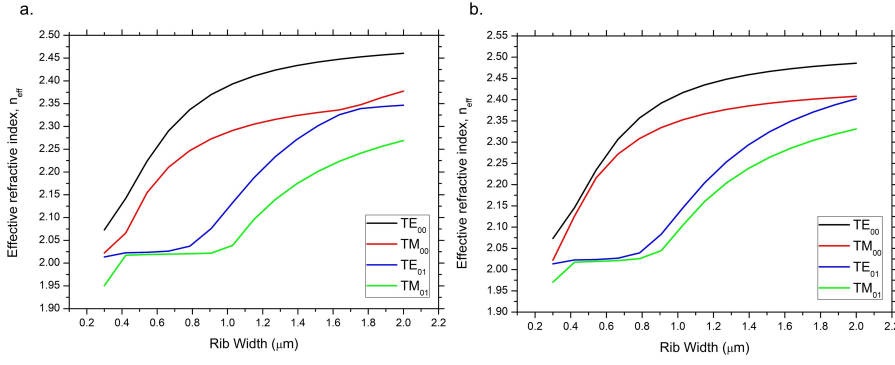 a.
2.50
2.45
2.40
2.35
2.30
2.25
2.20
2.15
2.10
2.05
2.00
1.95
1.90
Effective refractive index, n_eff
0.2 0.4 0.6 0.8 1.0 1.2 1.4 1.6 1.8 2.0 2.2
Rib Width (μm)
TE00
TM00
TE01
TM01
b.
2.55
2.50
2.45
2.40
2.35
2.30
2.25
2.20
2.15
2.10
2.05
2.00
1.95
1.90
Effective refractive index, n_eff
0.2 0.4 0.6 0.8 1.0 1.2 1.4 1.6 1.8 2.0 2.2
Rib Width (μm)
TE00
TM00
TE01
TM01